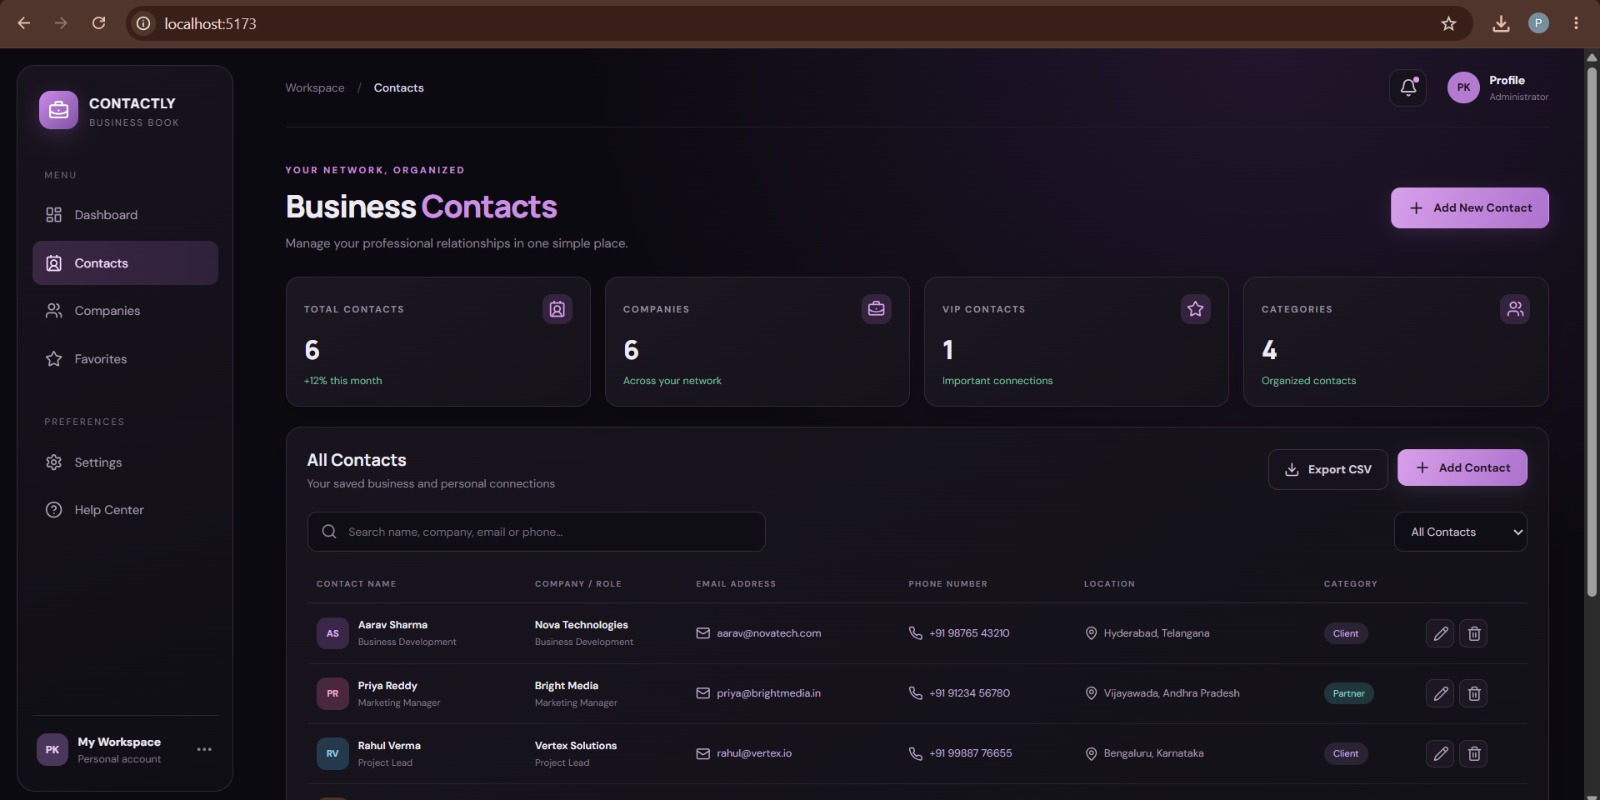 localhost:5173
P
CONTACTLY
BUSINESS BOOK
MENU
Dashboard
Contacts
Companies
Favorites
PREFERENCES
Settings
Help Center
PK
My Workspace
Personal account
Workspace / Contacts
PK
Profile
Administrator
YOUR NETWORK, ORGANIZED
Business Contacts
Manage your professional relationships in one simple place.
Add New Contact
TOTAL CONTACTS
6
+12% this month
COMPANIES
6
Across your network
VIP CONTACTS
1
Important connections
CATEGORIES
4
Organized contacts
All Contacts
Your saved business and personal connections
Export CSV
Add Contact
Search name, company, email or phone...
All Contacts
CONTACT NAME COMPANY / ROLE EMAIL ADDRESS PHONE NUMBER LOCATION CATEGORY
AS Aarav Sharma Nova Technologies aarav@novatech.com +91 98765 43210 Hyderabad, Telangana Client
Business Development Business Development
PR Priya Reddy Bright Media priya@brightmedia.in +91 91234 56780 Vijayawada, Andhra Pradesh Partner
Marketing Manager Marketing Manager
RV Rahul Verma Vertex Solutions rahul@vertex.io +91 99887 76655 Bengaluru, Karnataka Client
Project Lead Project Lead